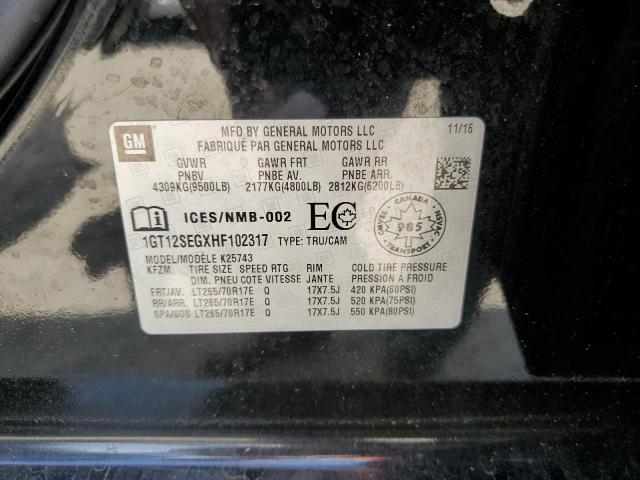 GM
MFD BY GENERAL MOTORS LLC 11/16
FABRIQUÉ PAR GENERAL MOTORS LLC
GVWR GAWR FRT GAWR RR
PNBV PNBE AV. PNBE ARR.
4309KG(9500LB) 2177KG(4800LB) 2812KG(6200LB)
ICES/NMB-002 EC
CANADA
CMVSS 985 NSVAC
TRANSPORT
1GT12SEGXHF102317 TYPE: TRU/CAM
MODEL/MODÈLE K25743
KFZM TIRE SIZE SPEED RTG RIM COLD TIRE PRESSURE
DIM. PNEU COTE VITESSE JANTE PRESSION A FROID
FRT/AV. LT265/70R17E Q 17X7.5J 420 KPA(60PSI)
RR/ARR. LT265/70R17E Q 17X7.5J 520 KPA(75PSI)
SPA/SOS LT265/70R17E Q 17X7.5J 550 KPA(80PSI)